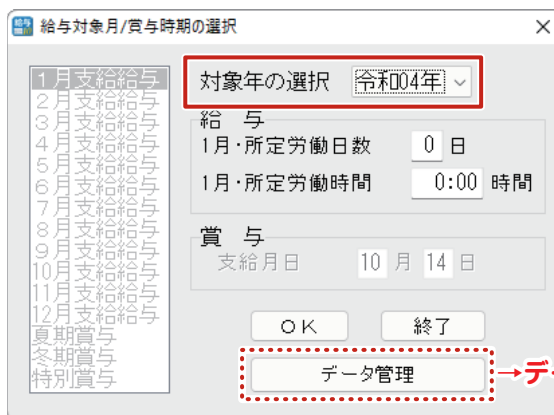 給与対象月/賞与時期の選択
1月支給給与
2月支給給与
3月支給給与
4月支給給与
5月支給給与
6月支給給与
7月支給給与
8月支給給与
9月支給給与
10月支給給与
11月支給給与
12月支給給与
夏期賞与
冬期賞与
特別賞与
対象年の選択 令和04年
給 与
1月･所定労働日数 0 日
1月･所定労働時間 0:00 時間
賞 与
支給月日 10 月 14 日
OK 終了
データ管理 →デ